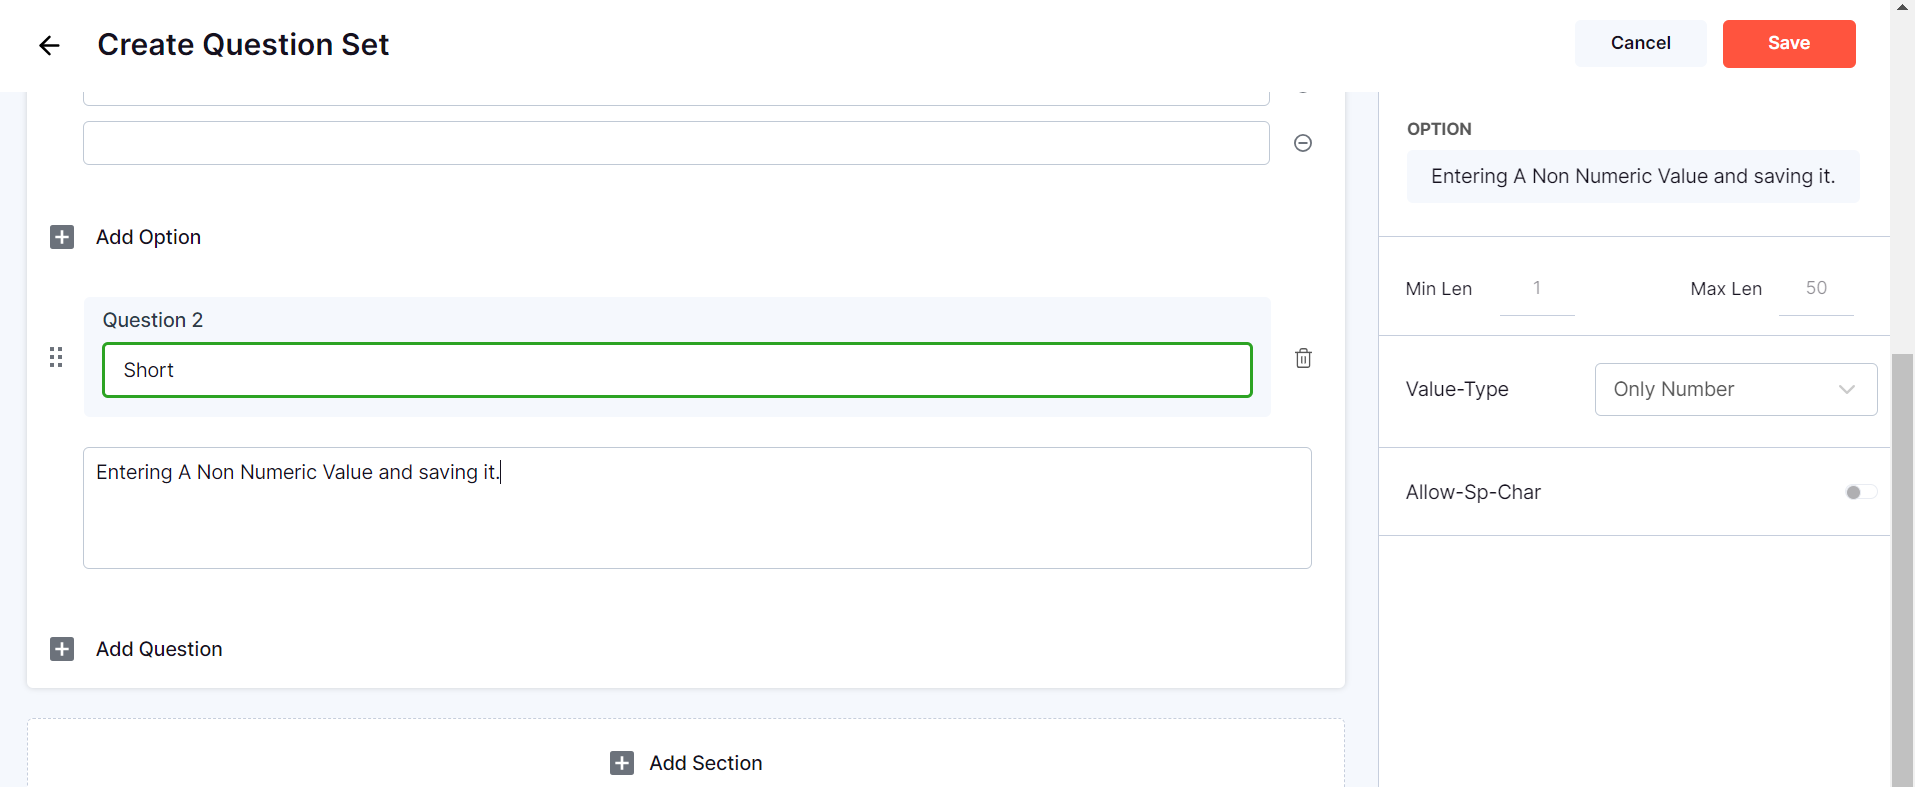 Create Question Set
Cancel
Save
Add Option
Question 2
Short
Entering A Non Numeric Value and saving it.
Add Question
Add Section
OPTION
Entering A Non Numeric Value and saving it.
Min Len 1 Max Len 50
Value-Type Only Number
Allow-Sp-Char